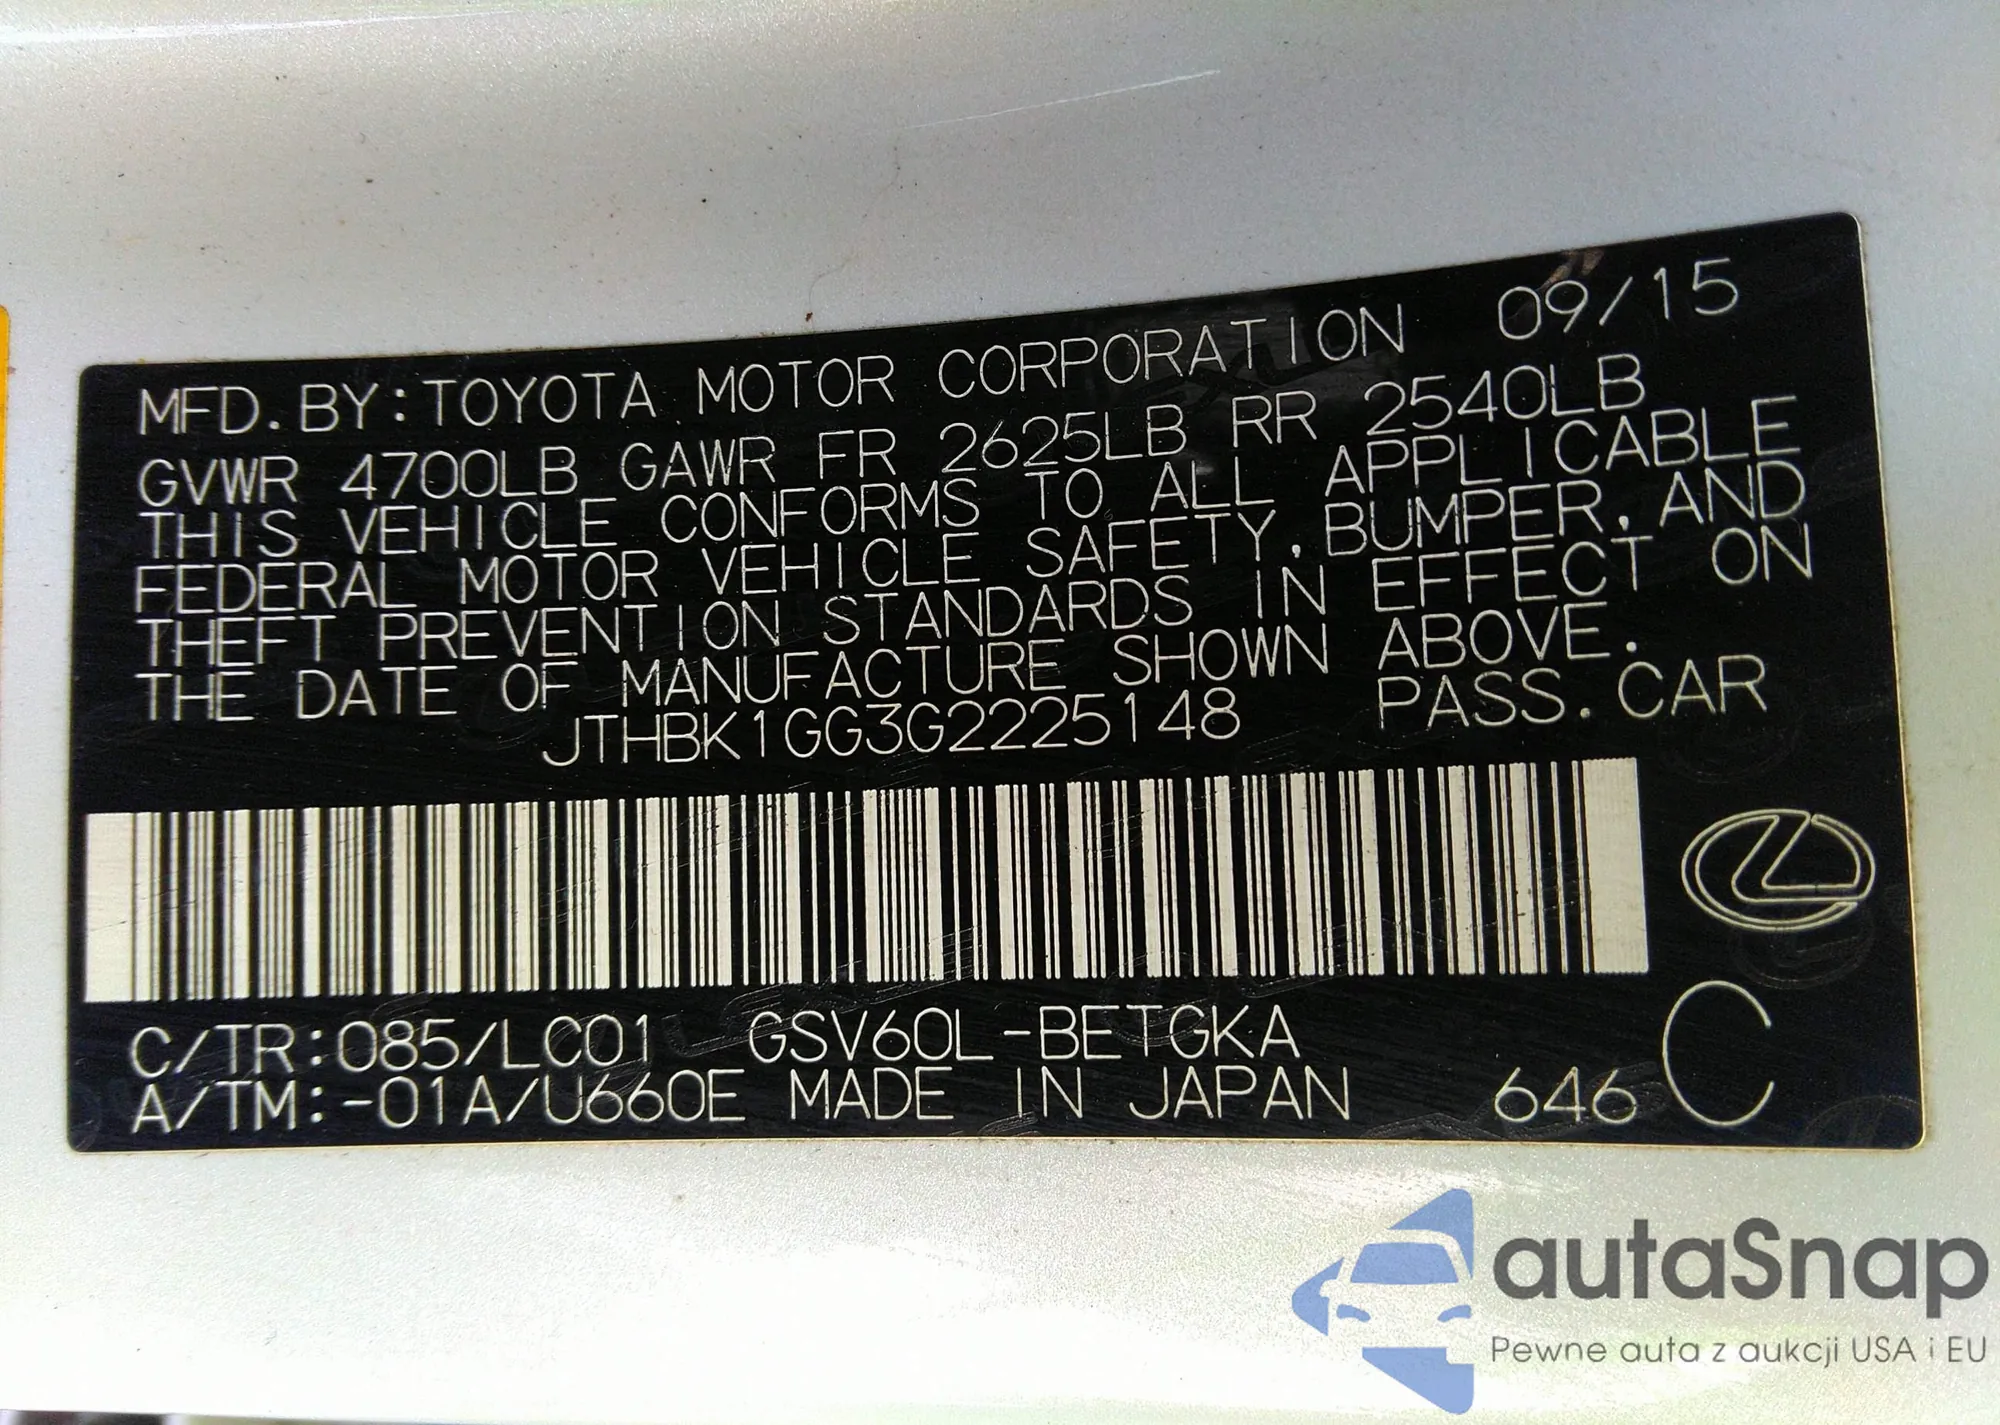 MFD. BY: TOYOTA MOTOR CORPORATION 09/15
GVWR 4700LB GAWR FR 2625LB RR 2540LB
THIS VEHICLE CONFORMS TO ALL APPLICABLE
FEDERAL MOTOR VEHICLE SAFETY, BUMPER, AND
THEFT PREVENTION STANDARDS IN EFFECT ON
THE DATE OF MANUFACTURE SHOWN ABOVE.
JTHBK1GG3G2225148 PASS. CAR
C/TR:085/LC01 GSV60L-BETGKA
A/TM:-01A/U660E MADE IN JAPAN 646 C
autaSnap
Pewne auta z aukcji USA i EU